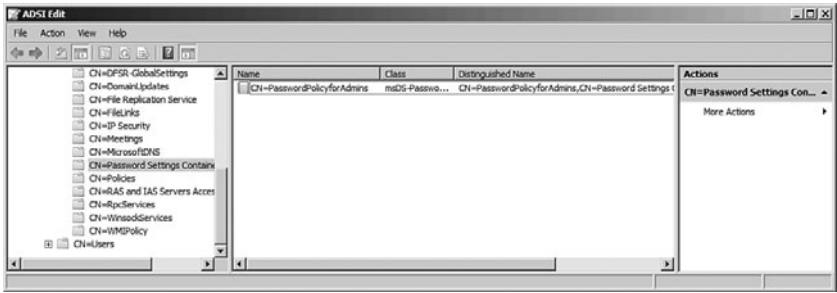 ADSI Edit
File Action View Help
CN=DFSR-GlobalSettings
CN=DomainUpdates
CN=File Replication Service
CN=FileLinks
CN=IP Security
CN=Meetings
CN=MicrosoftDNS
CN=Password Settings Containe
CN=Policies
CN=RAS and IAS Servers Acces
CN=RpcServices
CN=WinsockServices
CN=WMIPolicy
CN=Users
Name Class Distinguished Name
CN=PasswordPolicyforAdmins msDS-Passwo... CN=PasswordPolicyforAdmins,CN=Password Settings C
Actions
CN=Password Settings Con...
More Actions